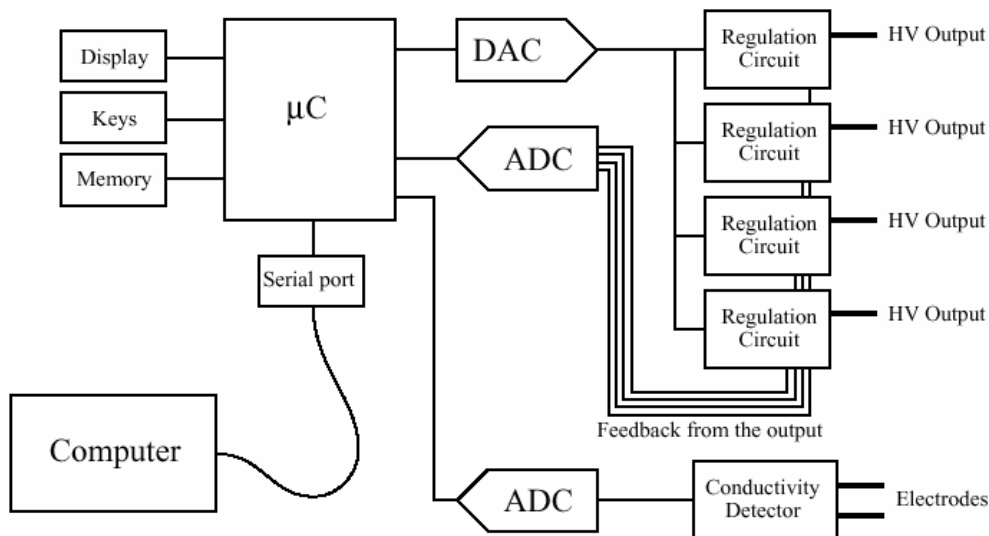 Display
Keys
Memory
µC
DAC
ADC
Regulation
Circuit
HV Output
Regulation
Circuit
HV Output
Regulation
Circuit
HV Output
Regulation
Circuit
HV Output
Serial port
Feedback from the output
Computer
ADC
Conductivity
Detector
Electrodes